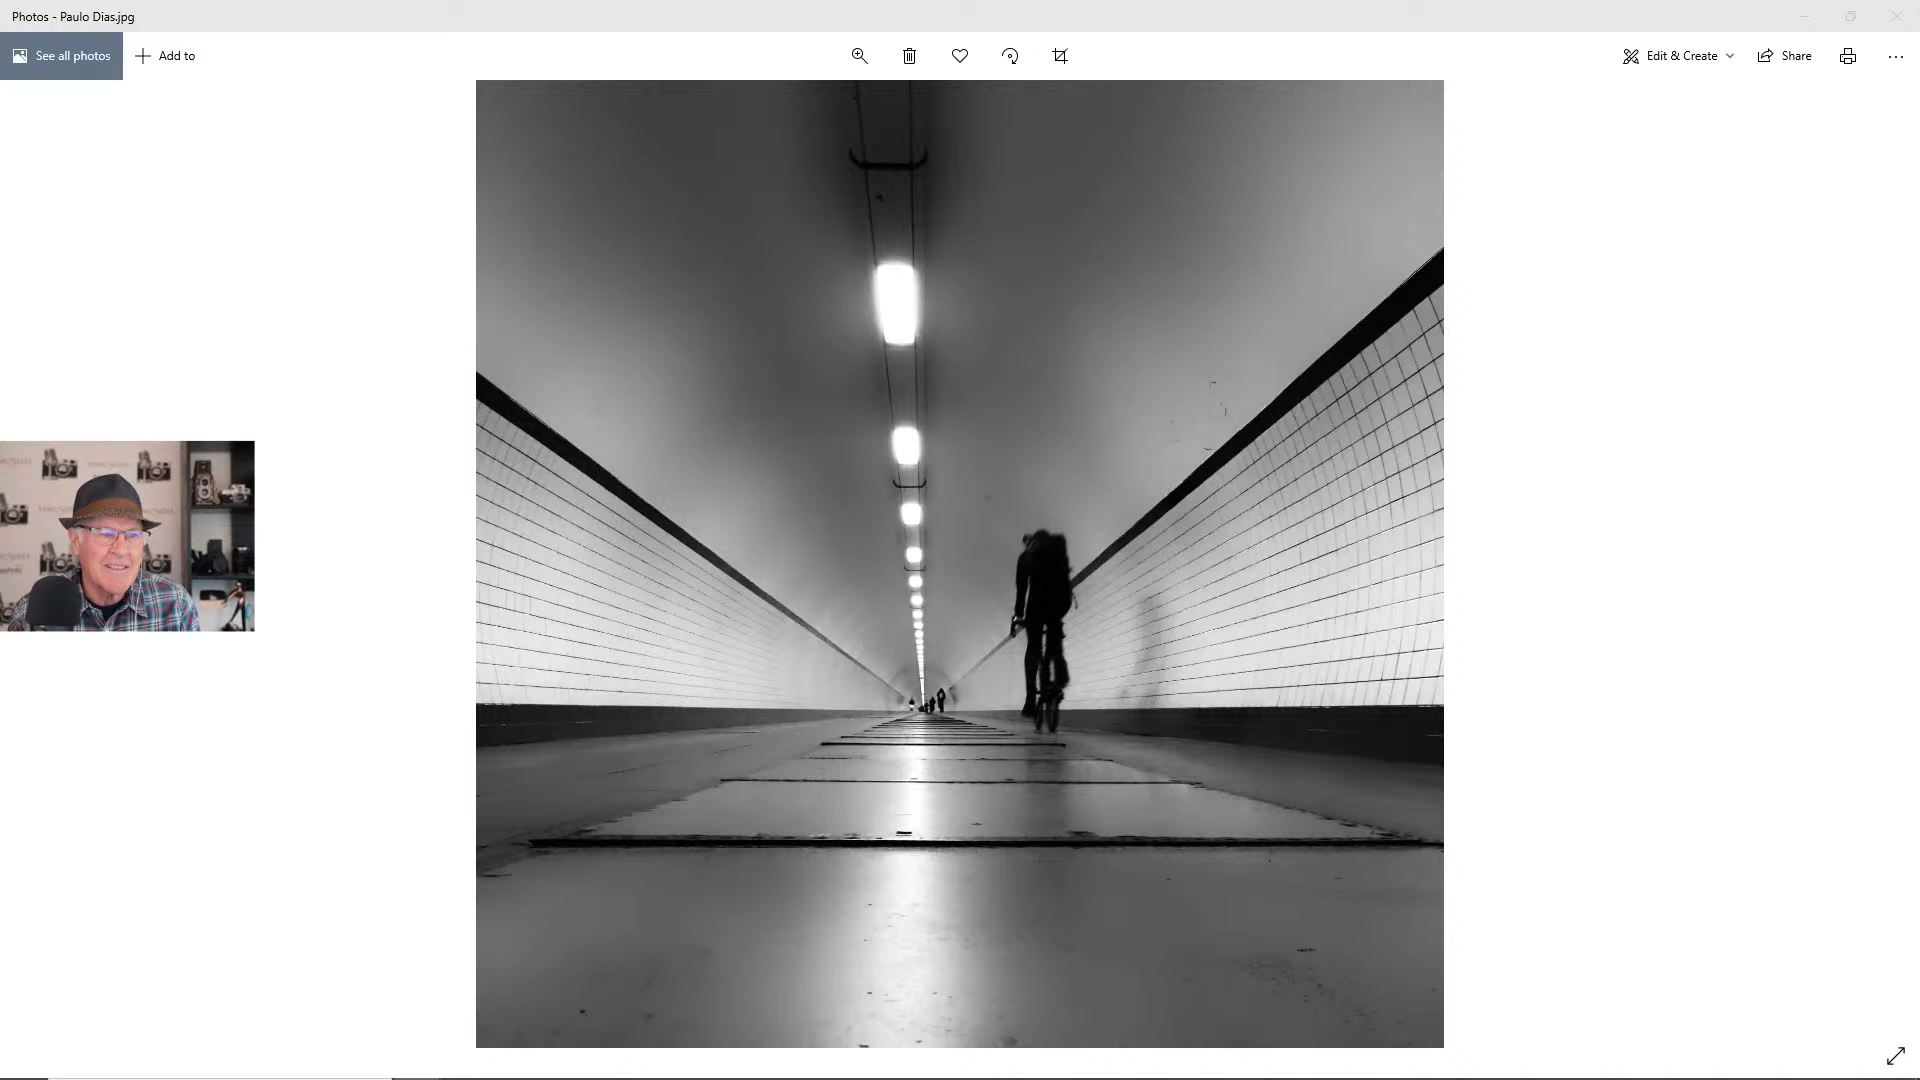 Photos - Paulo Dias.jpg
See all photos
Add to
Edit & Create
Share